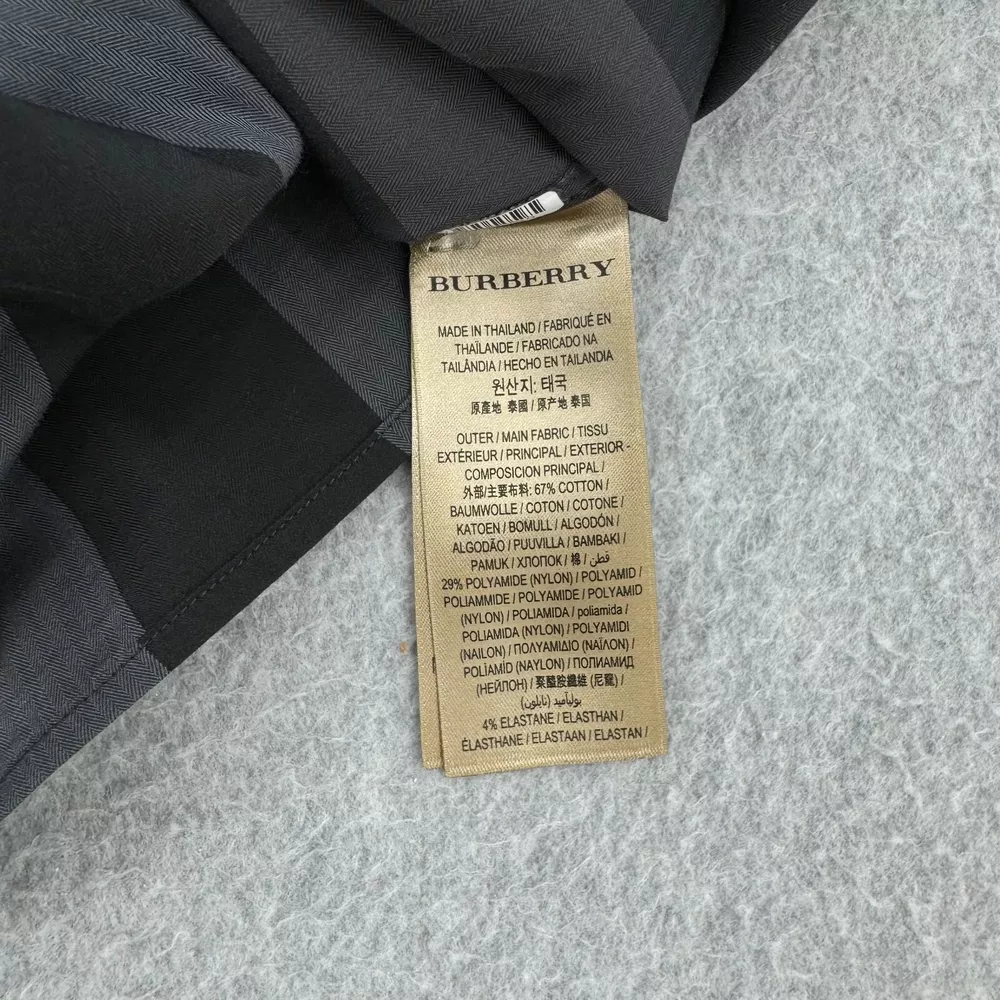 BURBERRY
MADE IN THAILAND / FABRIQUÉ EN
THAÏLANDE / FABRICADO NA
TAILÂNDIA / HECHO EN TAILANDIA
원산지: 태국
原產地 泰國 / 原产地 泰国
OUTER / MAIN FABRIC / TISSU
EXTÉRIEUR / PRINCIPAL / EXTERIOR -
COMPOSICION PRINCIPAL /
外部/主要布料: 67% COTTON /
BAUMWOLLE / COTON / COTONE /
KATOEN / BOMULL / ALGODÓN /
ALGODÃO / PUUVILLA / BAMBAKI /
PAMUK / ХЛОПОК / 棉 / قطن /
29% POLYAMIDE (NYLON) / POLYAMID /
POLIAMMIDE / POLYAMIDE / POLYAMID
(NYLON) / POLIAMIDA / poliamida /
POLIAMIDA (NYLON) / POLYAMIDI
(NAILON) / ΠΟΛΥΑΜΙΔΙΟ (ΝΑΪΛΟΝ) /
POLİAMİD (NAYLON) / ПОЛИАМИД
(НЕЙЛОН) / 聚醯胺纖維 (尼龍) /
بولياميد (نايلون) /
4% ELASTANE / ELASTHAN /
ÉLASTHANE / ELASTAAN / ELASTAN /